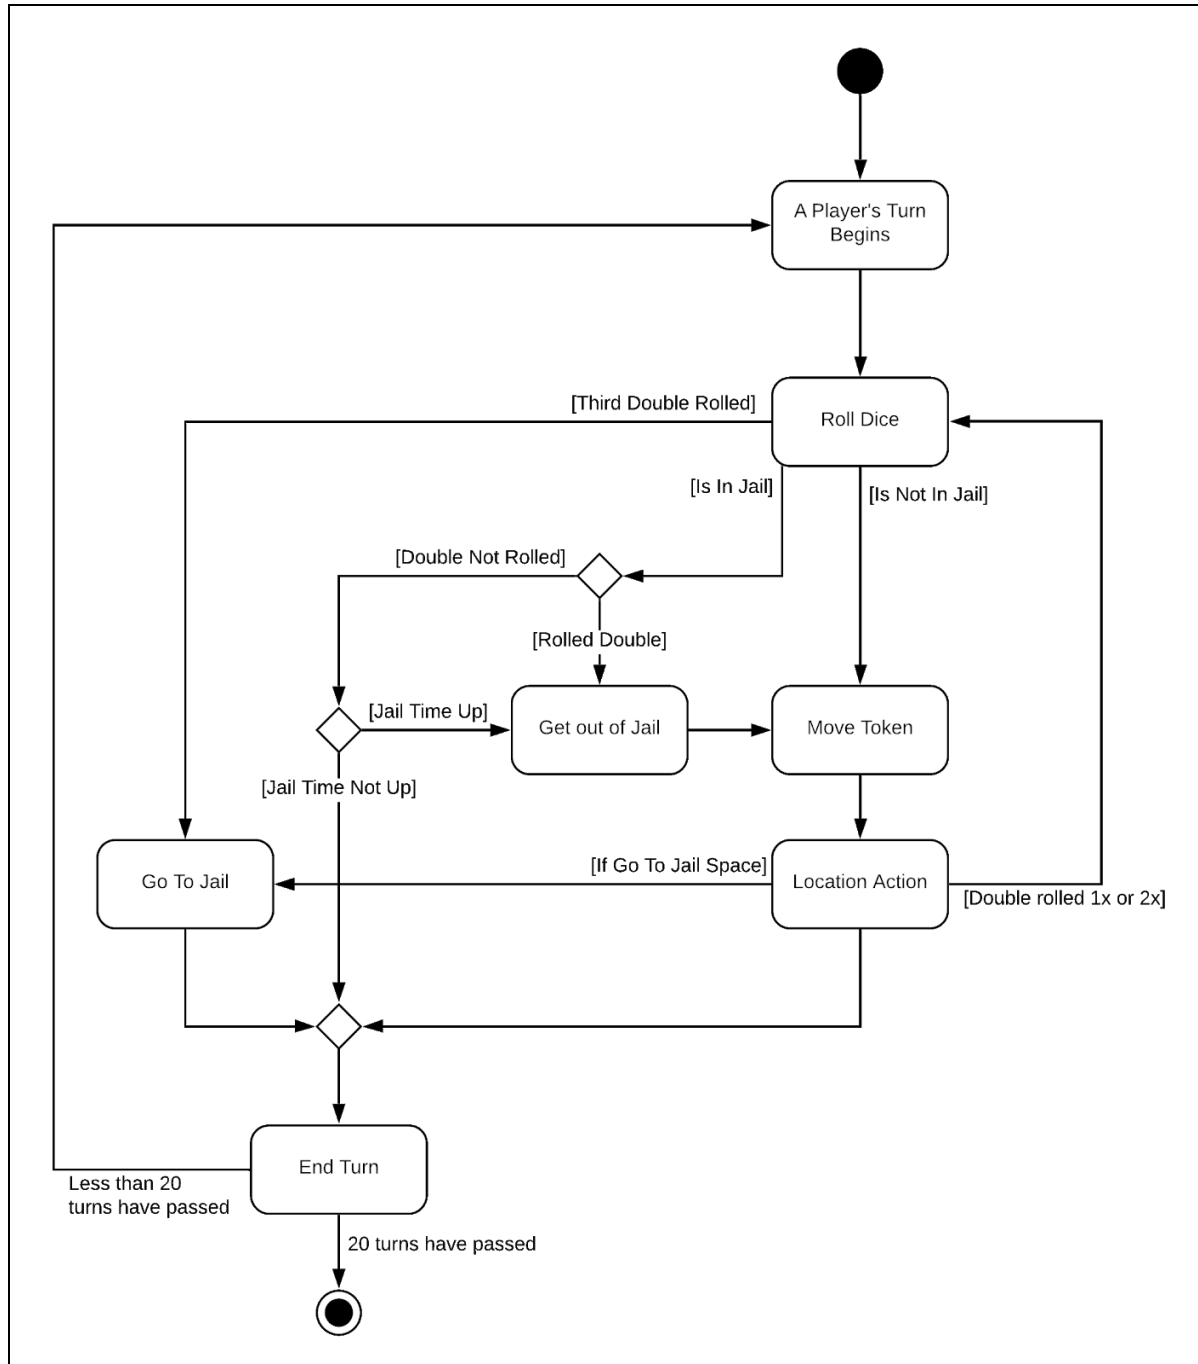 A Player's Turn
Begins
[Third Double Rolled]
Roll Dice
[Is In Jail]
[Is Not In Jail]
[Double Not Rolled]
[Rolled Double]
[Jail Time Up]
Get out of Jail
Move Token
[Jail Time Not Up]
[If Go To Jail Space]
Go To Jail
Location Action
[Double rolled 1x or 2x]
End Turn
Less than 20
turns have passed
20 turns have passed